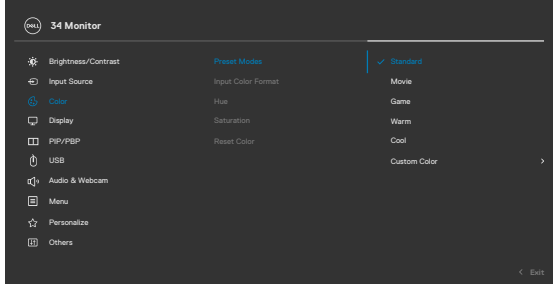 DELL
34 Monitor
Brightness/Contrast
Input Source
Color
Display
PIP/PBP
USB
Audio & Webcam
Menu
Personalize
Others
Preset Modes
Input Color Format
Hue
Saturation
Reset Color
Standard
Movie
Game
Warm
Cool
Custom Color
Exit